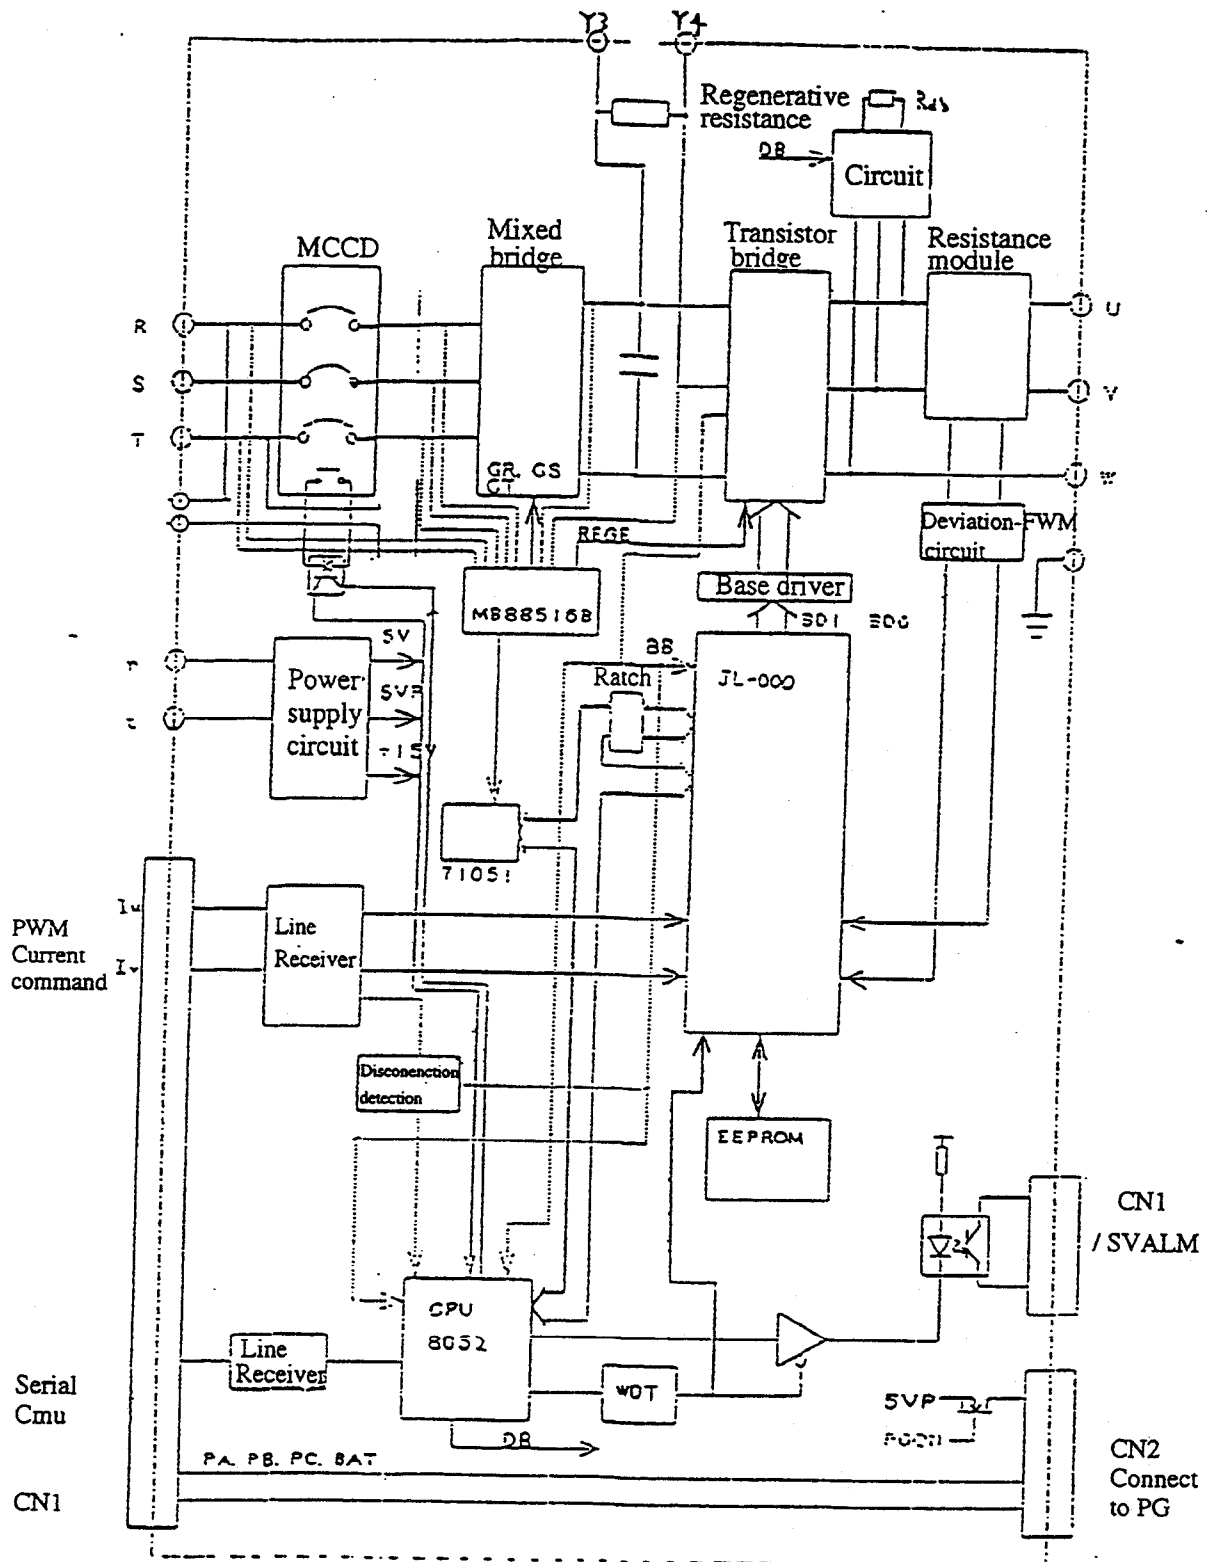 Y3
Y4
Regenerative
resistance
DB
Circuit
MCCD
Mixed
bridge
Transistor
bridge
Resistance
module
R
S
T
U
V
W
GR. GS
GT
REGE
MB88516B
Base driver
Deviation-FWM
circuit
BB
Ratch
JL-000
r
Power
supply
circuit
5V
71051
PWM
Current
command
Line
Receiver
Disconenction
detection
EEPROM
CN1
/ SVALM
CPU
8052
Line
Receiver
WDT
DB
Serial
Cmu
5VP
PA. PB. PC. BAT
CN1
CN2
Connect
to PG